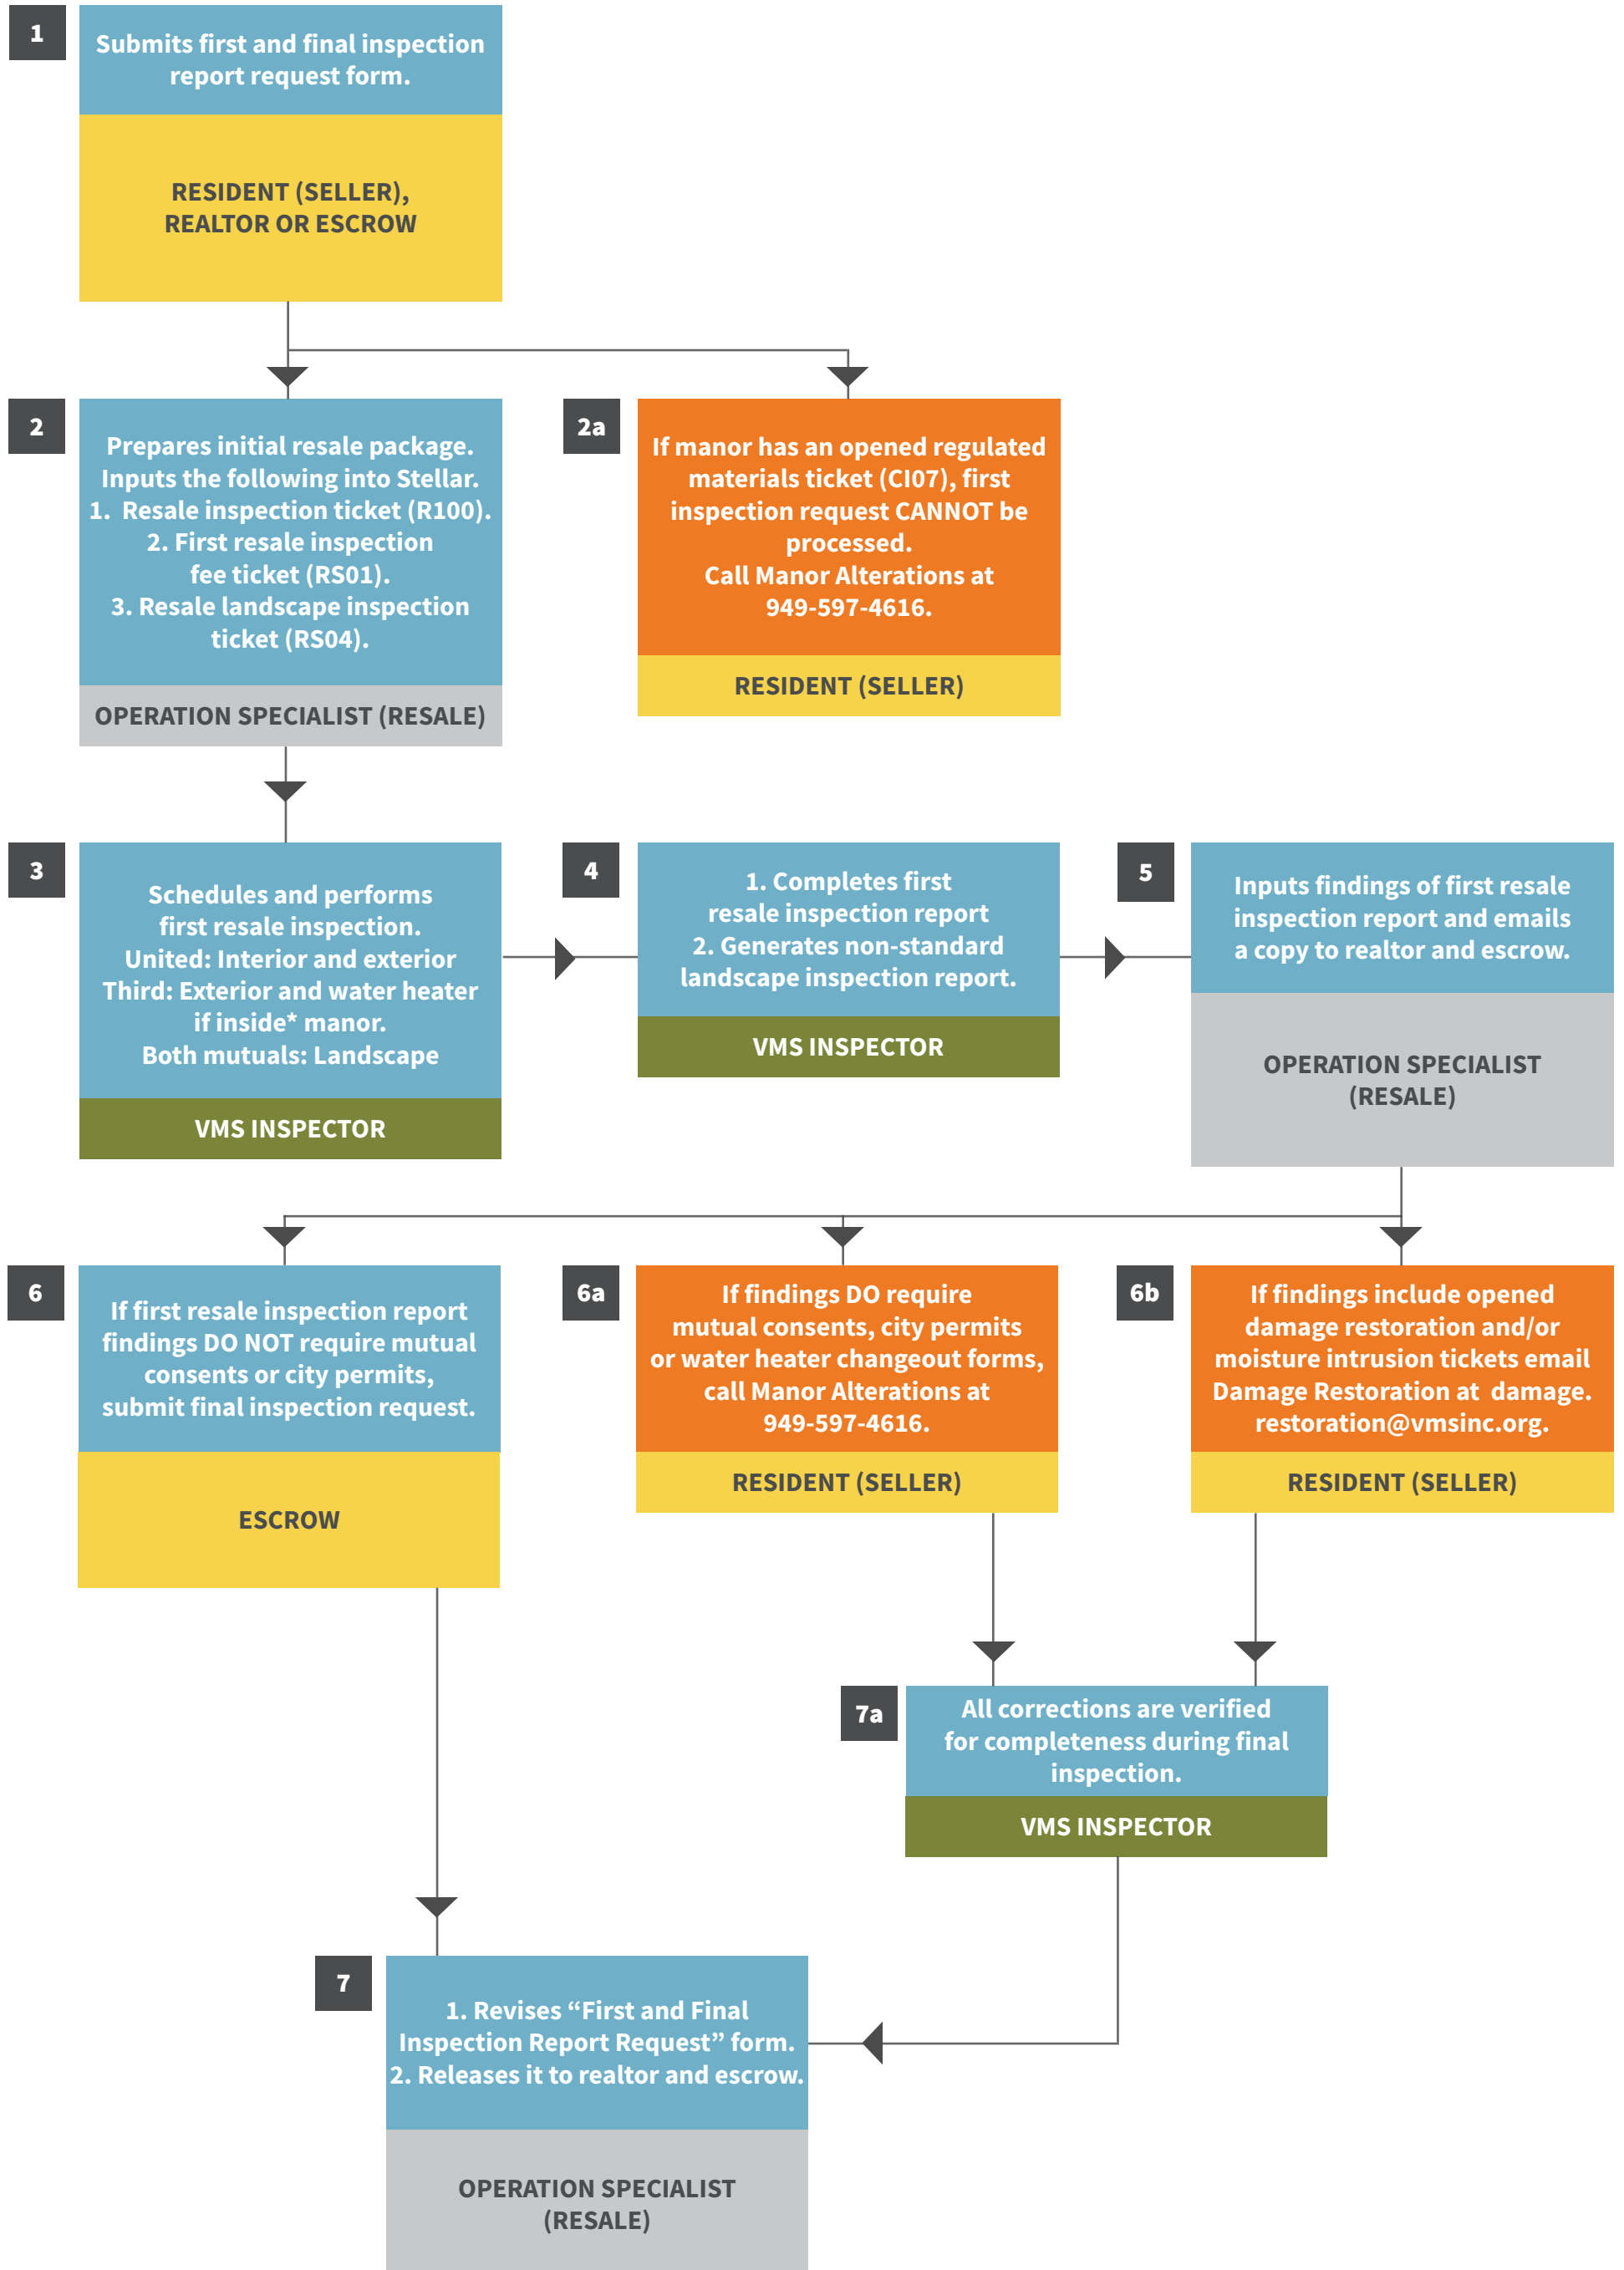 1
Submits first and final inspection
report request form.
RESIDENT (SELLER),
REALTOR OR ESCROW
2
Prepares initial resale package.
Inputs the following into Stellar.
1. Resale inspection ticket (R100).
2. First resale inspection
fee ticket (RS01).
3. Resale landscape inspection
ticket (RS04).
OPERATION SPECIALIST (RESALE)
2a
If manor has an opened regulated
materials ticket (CI07), first
inspection request CANNOT be
processed.
Call Manor Alterations at
949-597-4616.
RESIDENT (SELLER)
3
Schedules and performs
first resale inspection.
United: Interior and exterior
Third: Exterior and water heater
if inside* manor.
Both mutuals: Landscape
VMS INSPECTOR
4
1. Completes first
resale inspection report
2. Generates non-standard
landscape inspection report.
VMS INSPECTOR
5
Inputs findings of first resale
inspection report and emails
a copy to realtor and escrow.
OPERATION SPECIALIST
(RESALE)
6
If first resale inspection report
findings DO NOT require mutual
consents or city permits,
submit final inspection request.
ESCROW
6a
If findings DO require
mutual consents, city permits
or water heater changeout forms,
call Manor Alterations at
949-597-4616.
RESIDENT (SELLER)
6b
If findings include opened
damage restoration and/or
moisture intrusion tickets email
Damage Restoration at damage.
restoration@vmsinc.org.
RESIDENT (SELLER)
7a
All corrections are verified
for completeness during final
inspection.
VMS INSPECTOR
7
1. Revises “First and Final
Inspection Report Request” form.
2. Releases it to realtor and escrow.
OPERATION SPECIALIST
(RESALE)